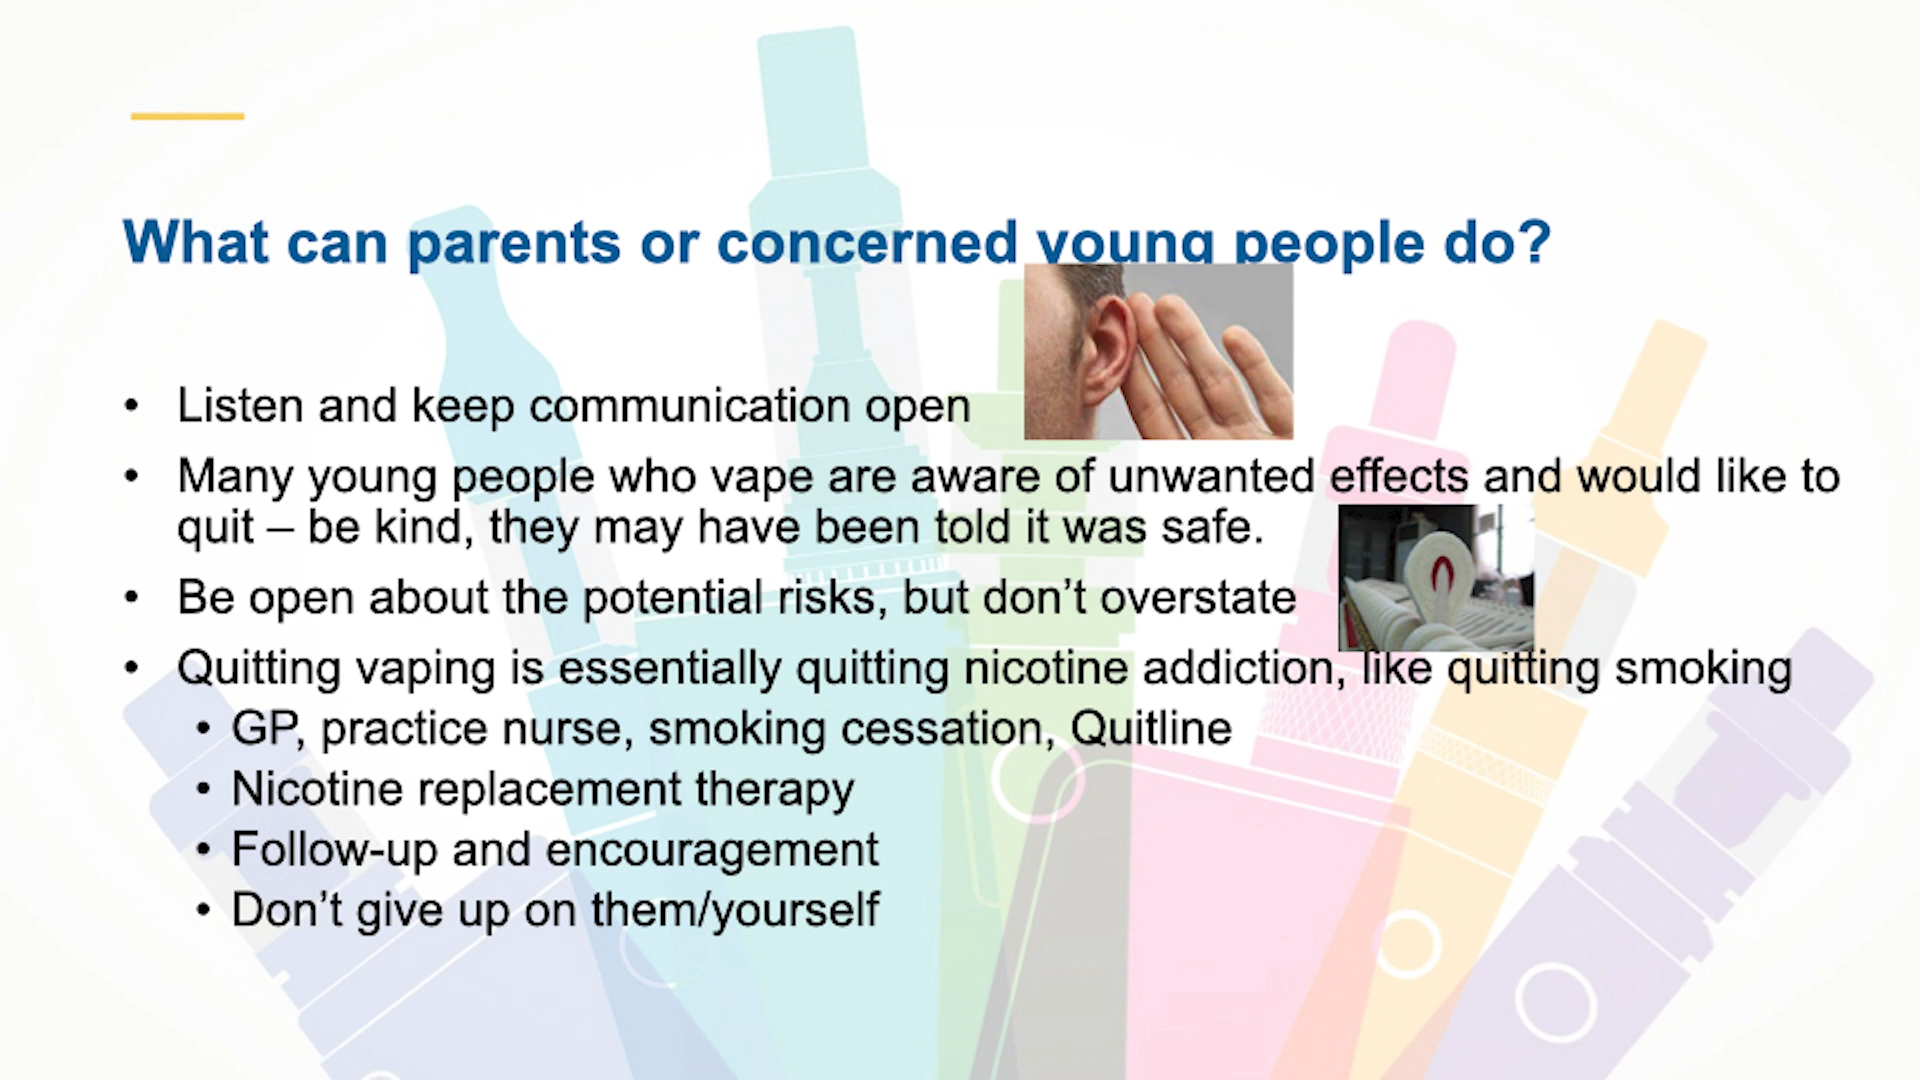 What can parents or concerned young people do?
• Listen and keep communication open
• Many young people who vape are aware of unwanted effects and would like to
quit – be kind, they may have been told it was safe.
• Be open about the potential risks, but don’t overstate
• Quitting vaping is essentially quitting nicotine addiction, like quitting smoking
• GP, practice nurse, smoking cessation, Quitline
• Nicotine replacement therapy
• Follow-up and encouragement
• Don’t give up on them/yourself